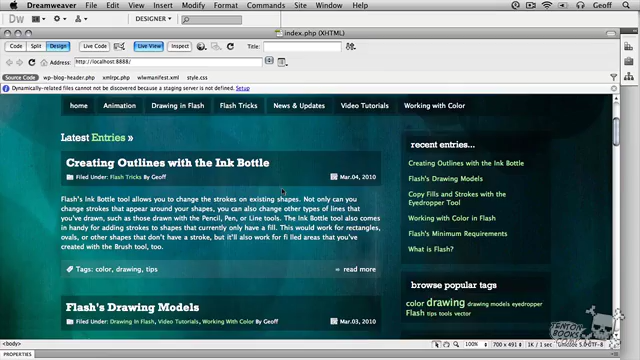 Dreamweaver File Edit View Insert Modify Format Commands Site Window Help Geoff
Dw DESIGNER
index.php (XHTML)
Code Split Design Live Code Live View Inspect Title:
Address: http://localhost:8888/
Source Code wp-blog-header.php xmlrpc.php wlwmanifest.xml style.css
Dynamically-related files cannot not be discovered because a staging server is not defined. Setup
home Animation Drawing in Flash Flash Tricks News & Updates Video Tutorials Working with Color
Latest Entries »
Creating Outlines with the Ink Bottle
Filed Under: Flash Tricks By Geoff Mar.04, 2010
Flash's Ink Bottle tool allows you to change the strokes on existing shapes. Not only can you
change strokes that appear around your shapes, you can also change other types of lines that
you've drawn, such as those drawn with the Pencil, Pen, or Line tools. The Ink Bottle tool also comes
in handy for adding strokes to shapes that currently only have a fill. This would work for rectangles,
ovals, or other shapes that don't have a stroke, but it'll also work for fi lled areas that you've
created with the Brush tool, too.
Tags: color, drawing, tips » read more
Flash's Drawing Models
Filed Under: Drawing in Flash, Video Tutorials, Working With Color By Geoff Mar.03, 2010
recent entries...
Creating Outlines with the Ink Bottle
Flash's Drawing Models
Copy Fills and Strokes with the
Eyedropper Tool
Working with Color in Flash
Flash's Minimum Requirements
What is Flash?
browse popular tags
color drawing drawing models eyedropper
Flash tips tools vector
<body> 100% 700 x 491 1K / 1 sec Unicode 5.0 (UTF-8)
PROPERTIES